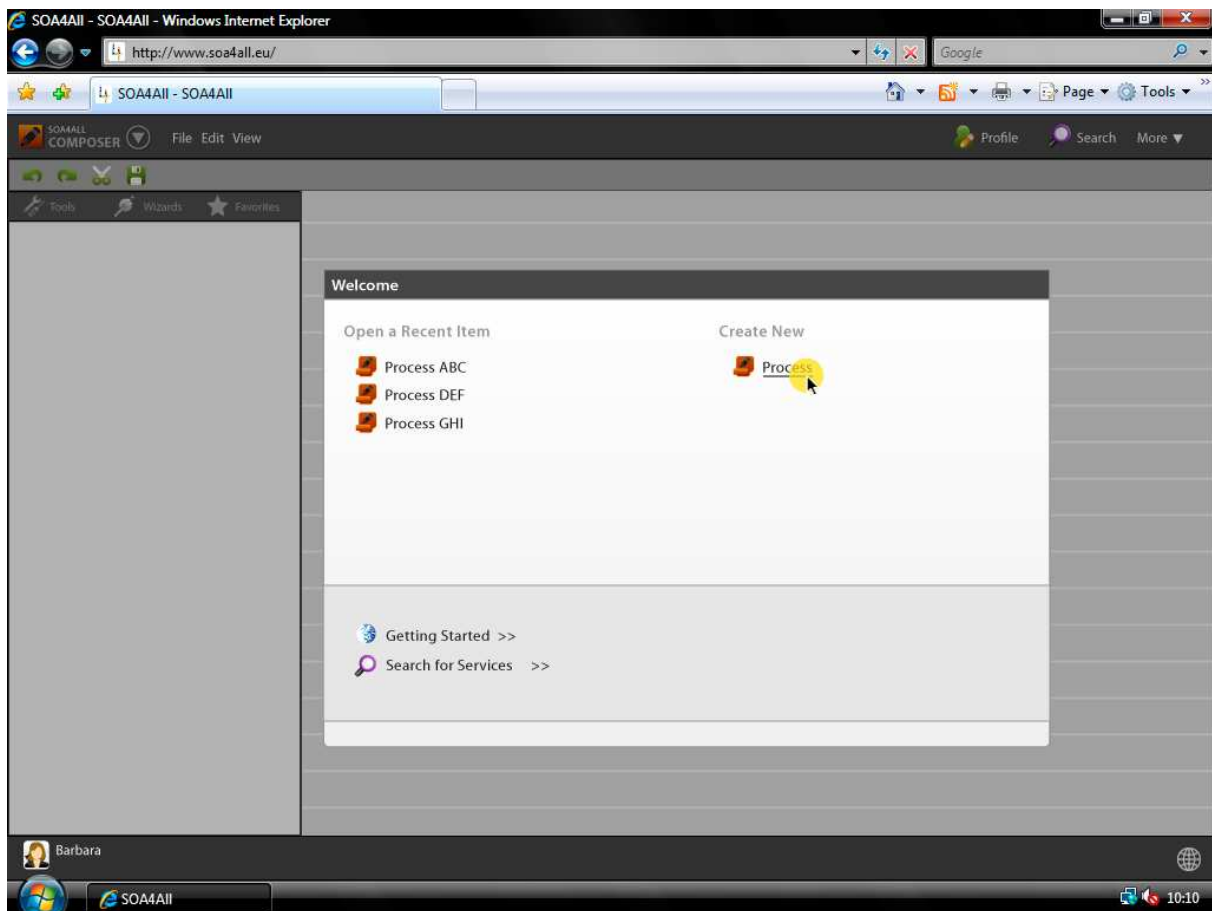 SOA4All - SOA4All - Windows Internet Explorer
http://www.soa4all.eu/
Google
SOA4All - SOA4All
Page
Tools
SOA4ALL
COMPOSER
File Edit View
Profile
Search
More
Tools
Wizards
Favorites
Welcome
Open a Recent Item
Create New
Process ABC
Process
Process DEF
Process GHI
Getting Started >>
Search for Services >>
Barbara
SOA4All
10:10